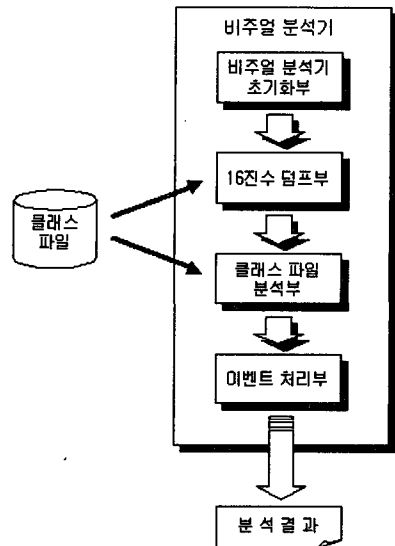 비주얼 분석기
비주얼 분석기
초기화부
16진수 덤프부
클래스
파일
클래스 파일
분석부
이벤트 처리부
분 석 결 과